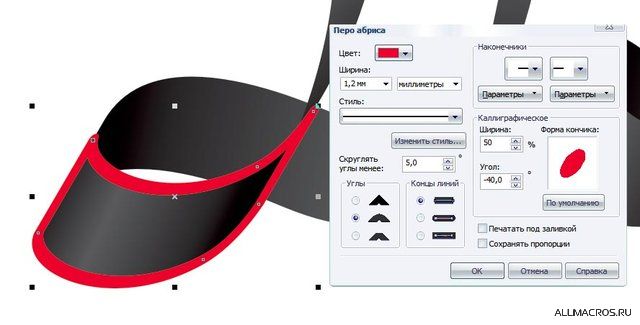 Перо абриса
Цвет:
Ширина:
1,2 мм
миллиметры
Стиль:
Изменить стиль...
Скруглять углы менее:
5,0
°
Углы
Концы линий
Наконечники
Параметры
Параметры
Каллиграфическое
Ширина:
50
%
Угол:
-40,0
°
Форма кончика:
По умолчанию
Печатать под заливкой
Сохранять пропорции
OK
Отмена
Справка
ALLMACROS.RU